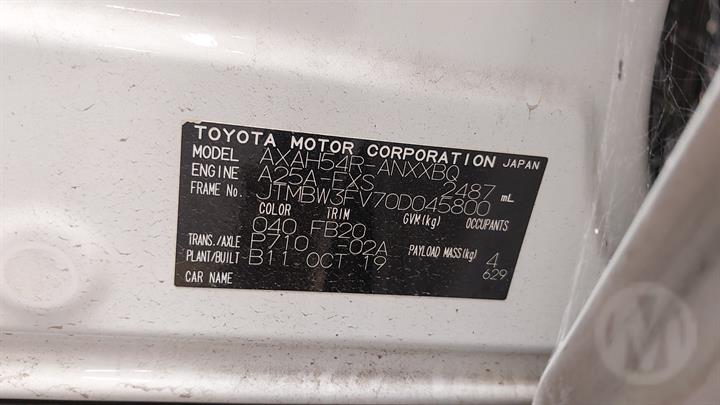 TOYOTA MOTOR CORPORATION JAPAN
MODEL AXAH54R-ANXXBQ
ENGINE A25A-FXS 2487 mL
FRAME No. JTMBW3FV70D045800
COLOR TRIM GVM(kg) OCCUPANTS
040 FB20
TRANS./AXLE P710 -02A PAYLOAD MASS(kg) 4
PLANT/BUILT B11 OCT 19 629
CAR NAME
M